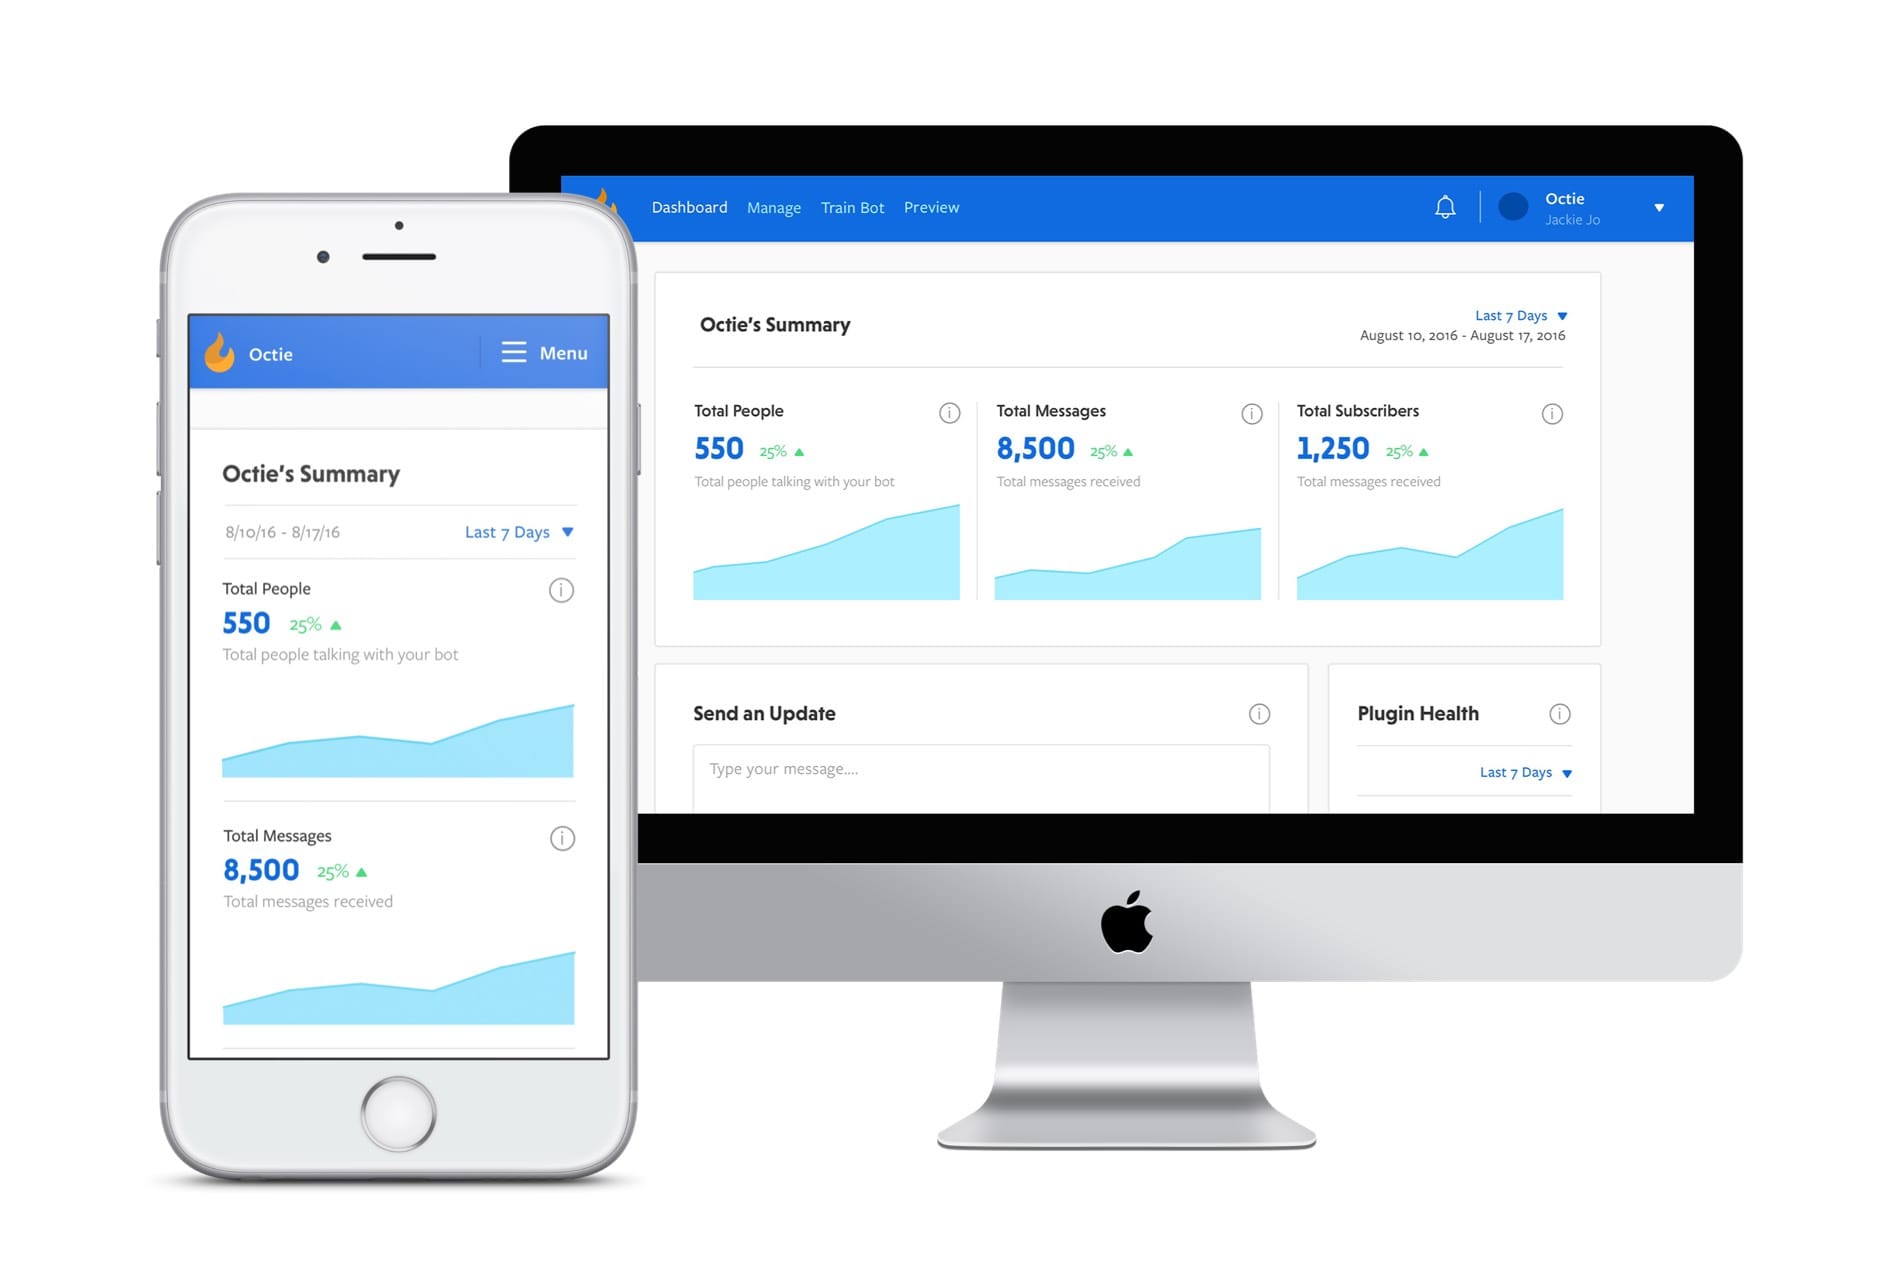 Dashboard Manage Train Bot Preview
Octie
Jackie Jo
Octie's Summary
Last 7 Days
August 10, 2016 - August 17, 2016
Total People
550 25%
Total people talking with your bot
Total Messages
8,500 25%
Total messages received
Total Subscribers
1,250 25%
Total messages received
Send an Update
Type your message....
Plugin Health
Last 7 Days
Octie
Menu
Octie's Summary
8/10/16 - 8/17/16
Last 7 Days
Total People
550 25%
Total people talking with your bot
Total Messages
8,500 25%
Total messages received